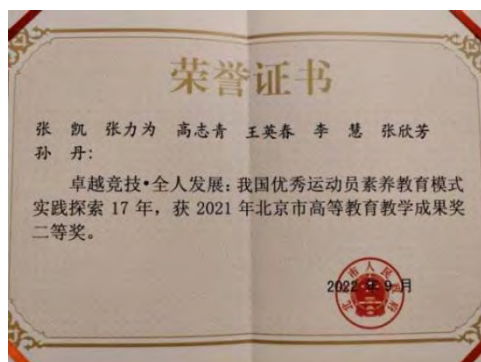 荣誉证书
张 凯 张力为 高志青 王英春 李 慧 张欣芳
孙 丹:
卓越竞技•全人发展:我国优秀运动员素养教育模式
实践探索 17 年，获 2021 年北京市高等教育教学成果奖
二等奖。
2022 年 9 月